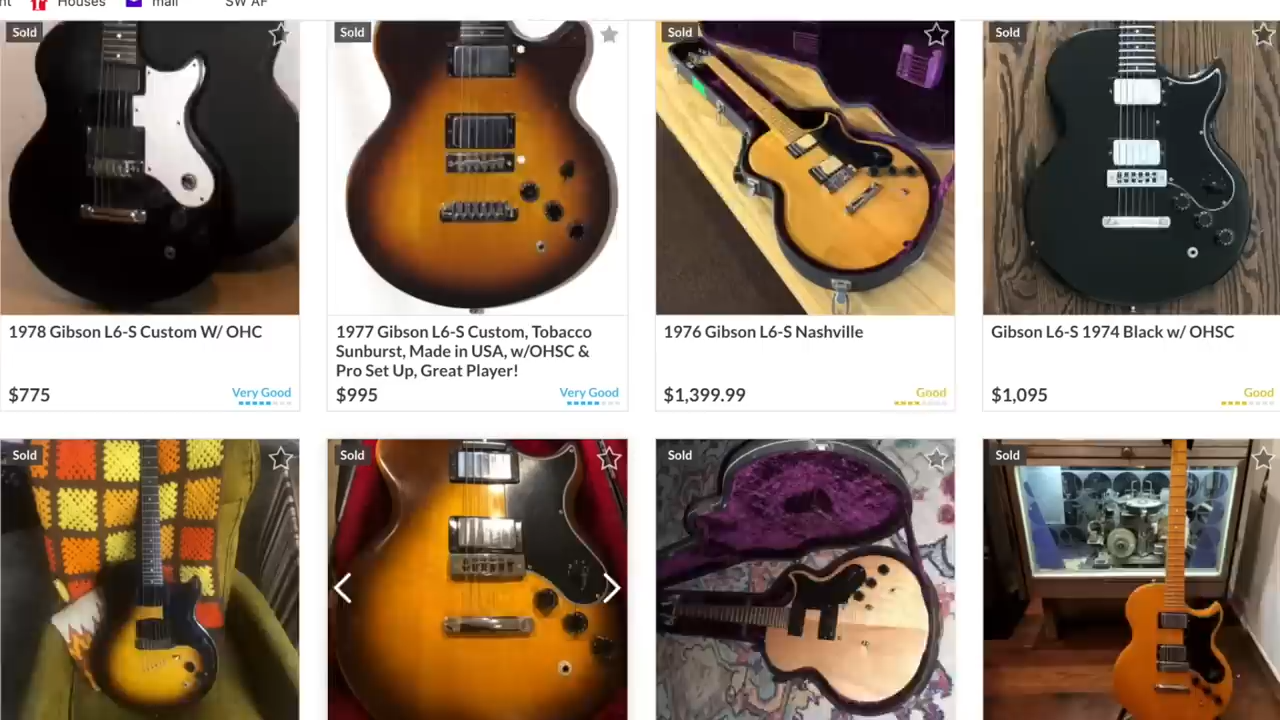 nt Houses mail SW AF
Sold Sold Sold Sold
1978 Gibson L6-S Custom W/ OHC
$775 Very Good
1977 Gibson L6-S Custom, Tobacco
Sunburst, Made in USA, w/OHSC &
Pro Set Up, Great Player!
$995 Very Good
1976 Gibson L6-S Nashville
$1,399.99 Good
Gibson L6-S 1974 Black w/ OHSC
$1,095 Good
Sold Sold Sold Sold